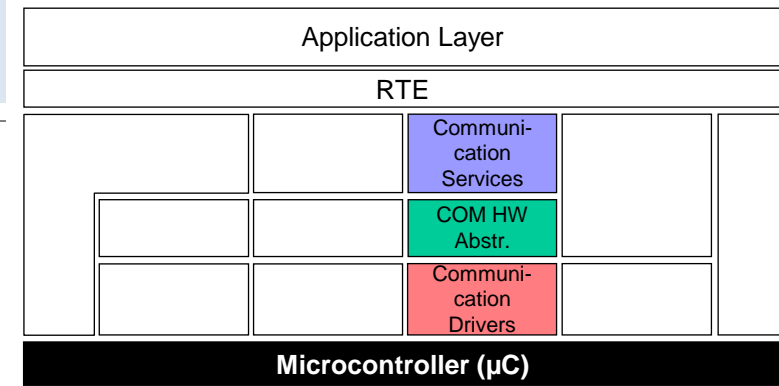 Application Layer
RTE
Communi-
cation
Services
COM HW
Abstr.
Communi-
cation
Drivers
Microcontroller (µC)